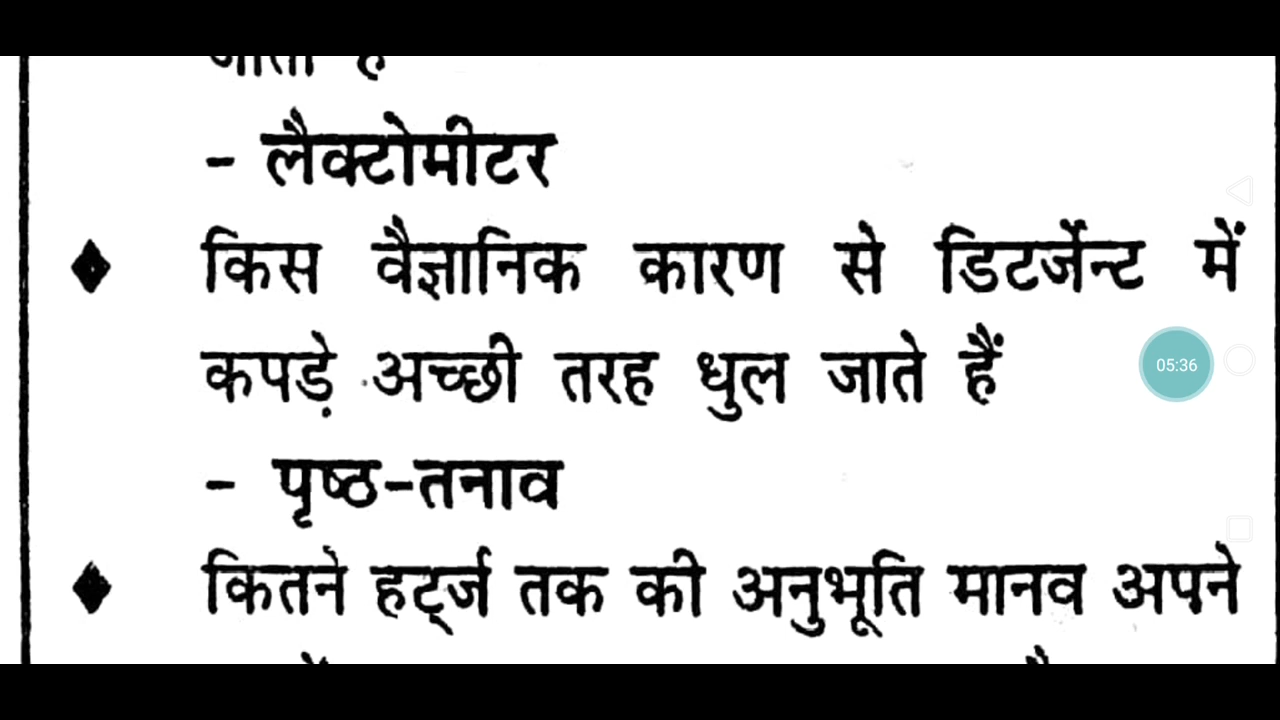 जाता है
- लैक्टोमीटर
किस वैज्ञानिक कारण से डिटर्जेन्ट में
कपड़े अच्छी तरह धुल जाते हैं
05:36
- पृष्ठ-तनाव
कितने हर्ट्ज तक की अनुभूति मानव अपने